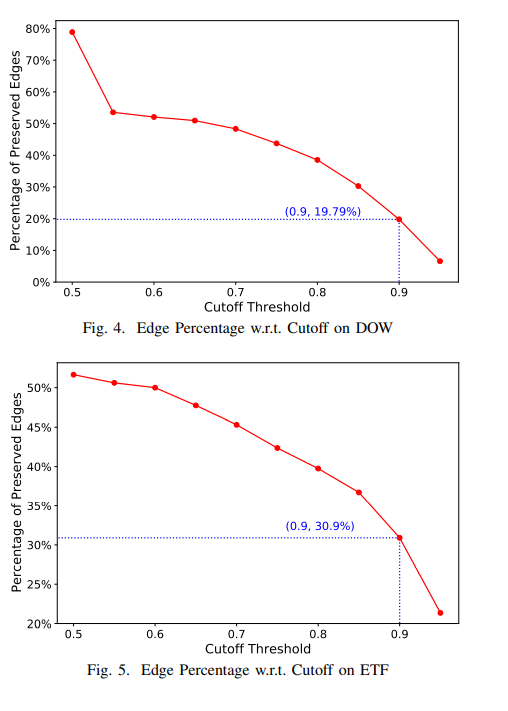 80%
70%
60%
50%
40%
30%
20%
10%
0%
Percentage of Preserved Edges
(0.9, 19.79%)
0.5 0.6 0.7 0.8 0.9
Cutoff Threshold
Fig. 4. Edge Percentage w.r.t. Cutoff on DOW
50%
45%
40%
35%
30%
25%
20%
Percentage of Preserved Edges
(0.9, 30.9%)
0.5 0.6 0.7 0.8 0.9
Cutoff Threshold
Fig. 5. Edge Percentage w.r.t. Cutoff on ETF